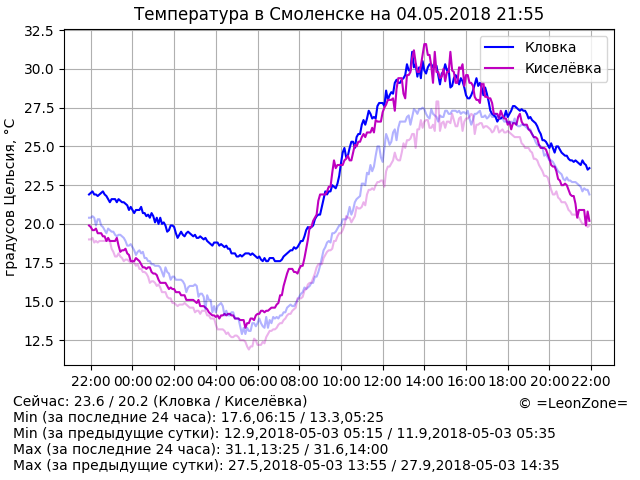 Температура в Смоленске на 04.05.2018 21:55
градусов Цельсия, °C
32.5
30.0
27.5
25.0
22.5
20.0
17.5
15.0
12.5
Кловка
Киселёвка
22:00 00:00 02:00 04:00 06:00 08:00 10:00 12:00 14:00 16:00 18:00 20:00 22:00
Сейчас: 23.6 / 20.2 (Кловка / Киселёвка)
© =LeonZone=
Min (за последние 24 часа): 17.6,06:15 / 13.3,05:25
Min (за предыдущие сутки): 12.9,2018-05-03 05:15 / 11.9,2018-05-03 05:35
Max (за последние 24 часа): 31.1,13:25 / 31.6,14:00
Max (за предыдущие сутки): 27.5,2018-05-03 13:55 / 27.9,2018-05-03 14:35